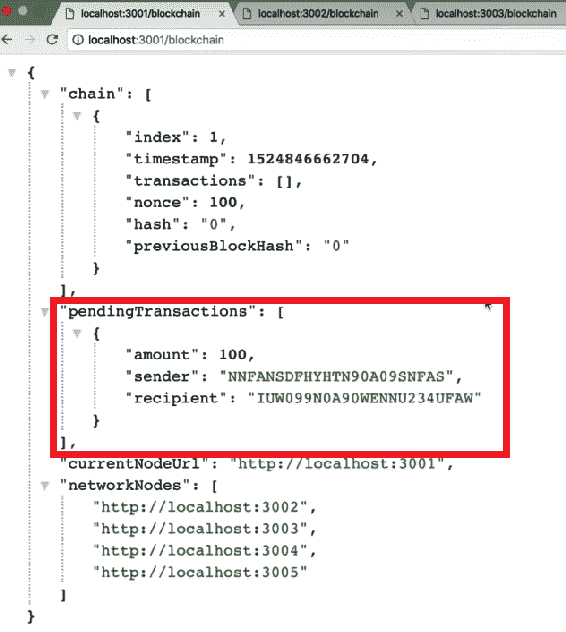 localhost:3001/blockchain
localhost:3002/blockchain
localhost:3003/blockchain
localhost:3001/blockchain
{
"chain": [
{
"index": 1,
"timestamp": 1524846662704,
"transactions": [],
"nonce": 100,
"hash": "0",
"previousBlockHash": "0"
}
],
"pendingTransactions": [
{
"amount": 100,
"sender": "NNFANSDFHYHTN90A09SNFAS",
"recipient": "IUW099N0A90WENNU234UFAW"
}
],
"currentNodeUrl": "http://localhost:3001",
"networkNodes": [
"http://localhost:3002",
"http://localhost:3003",
"http://localhost:3004",
"http://localhost:3005"
]
}